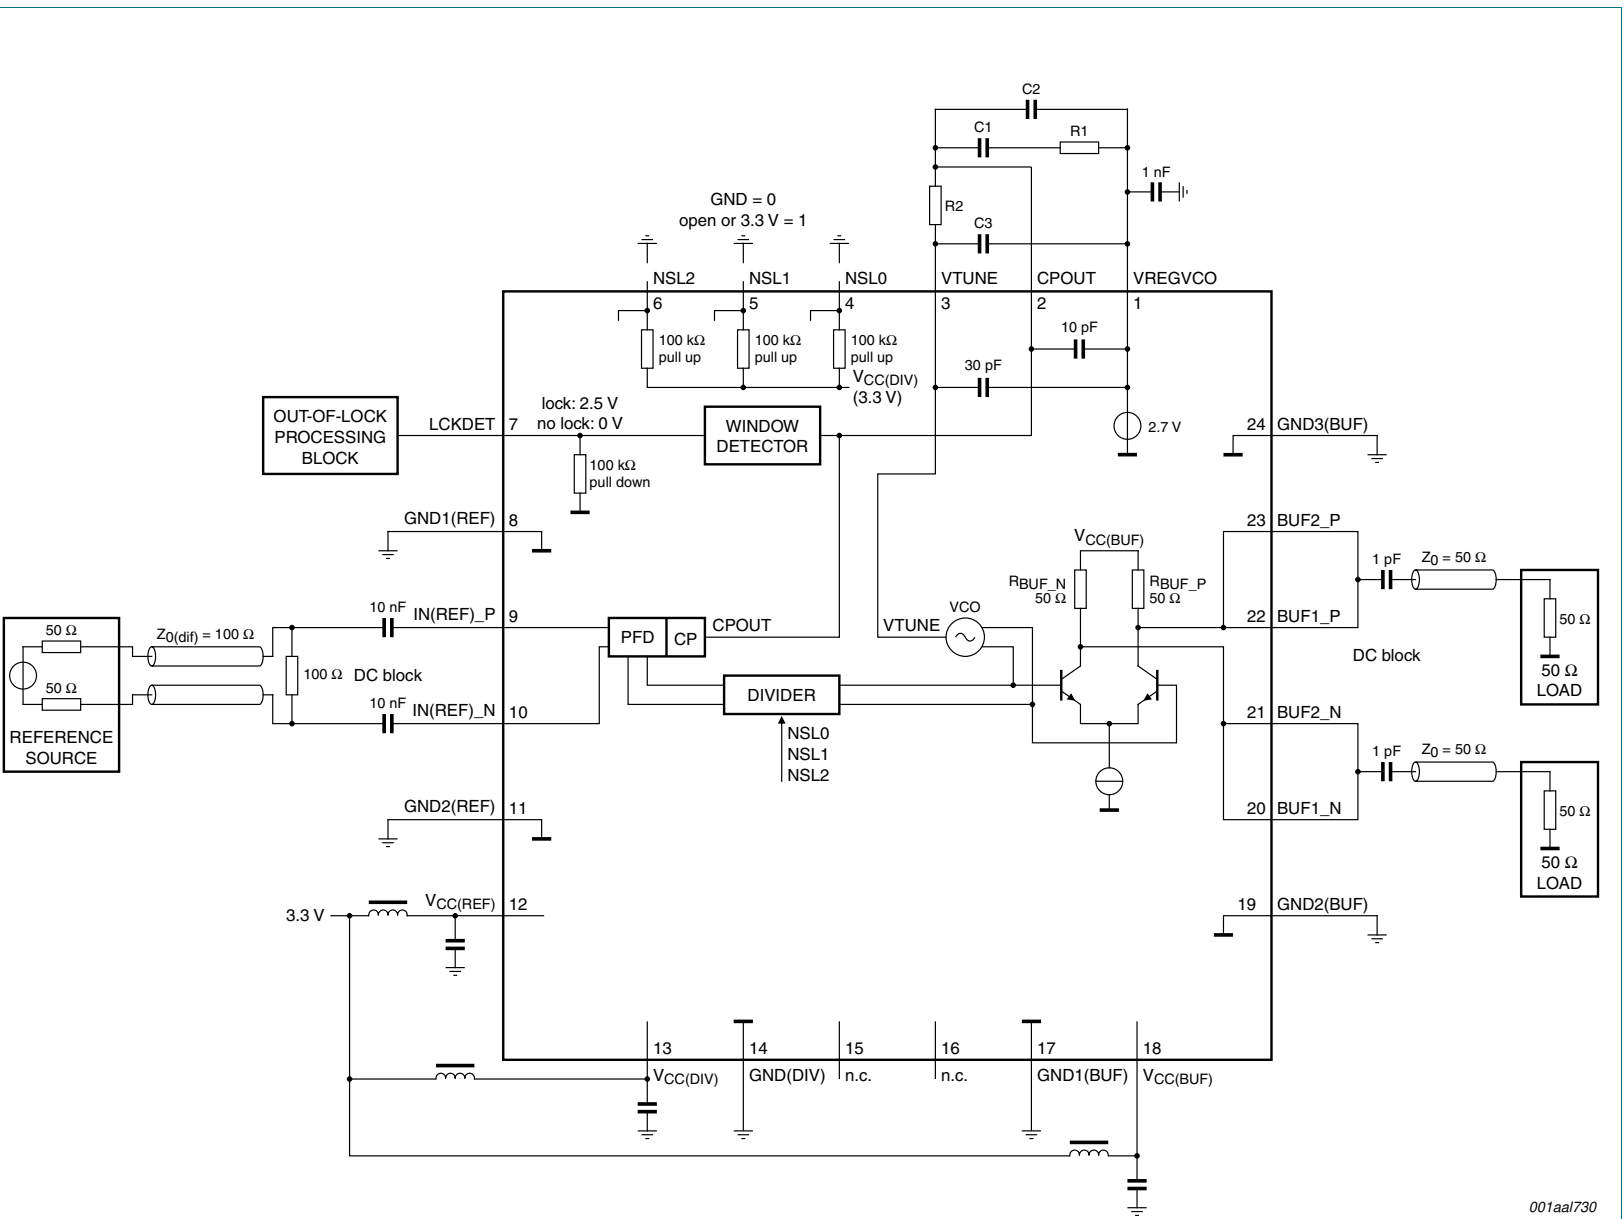 C2
C1
R1
1 nF
GND = 0
open or 3.3 V = 1
R2
C3
NSL2
NSL1
NSL0
VTUNE
CPOUT
VREGVCO
6
5
4
3
2
1
100 kΩ
pull up
100 kΩ
pull up
100 kΩ
pull up
10 pF
30 pF
VCC(DIV)
(3.3 V)
2.7 V
OUT-OF-LOCK
PROCESSING
BLOCK
LCKDET
7
lock: 2.5 V
no lock: 0 V
WINDOW
DETECTOR
100 kΩ
pull down
24
GND3(BUF)
GND1(REF)
8
23
BUF2_P
VCC(BUF)
RBUF_N
50 Ω
RBUF_P
50 Ω
1 pF
Z0 = 50 Ω
50 Ω
50 Ω
LOAD
22
BUF1_P
DC block
10 nF
IN(REF)_P
9
PFD
CP
CPOUT
VTUNE
VCO
50 Ω
50 Ω
Z0(dif) = 100 Ω
100 Ω
DC block
10 nF
IN(REF)_N
10
REFERENCE
SOURCE
DIVIDER
NSL0
NSL1
NSL2
21
BUF2_N
1 pF
Z0 = 50 Ω
50 Ω
50 Ω
LOAD
20
BUF1_N
GND2(REF)
11
3.3 V
VCC(REF)
12
19
GND2(BUF)
13
14
15
16
17
18
VCC(DIV)
GND(DIV)
n.c.
n.c.
GND1(BUF)
VCC(BUF)
001aal730